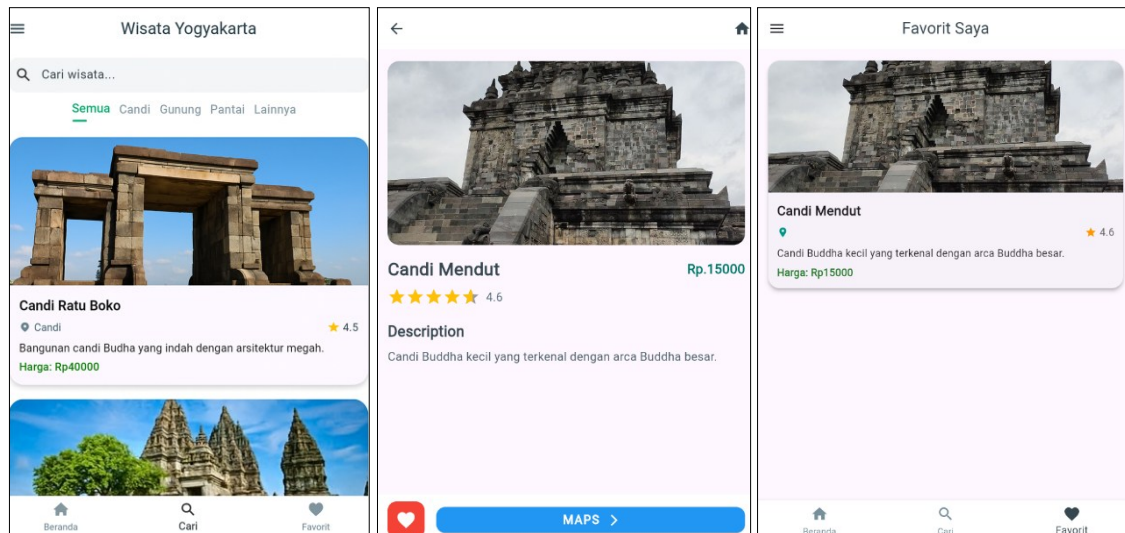 Wisata Yogyakarta
Cari wisata...
Semua Candi Gunung Pantai Lainnya
Candi Ratu Boko
Candi 4.5
Bangunan candi Budha yang indah dengan arsitektur megah.
Harga: Rp40000
Beranda Cari Favorit
Candi Mendut Rp.15000
4.6
Description
Candi Buddha kecil yang terkenal dengan arca Buddha besar.
MAPS >
Favorit Saya
Candi Mendut
4.6
Candi Buddha kecil yang terkenal dengan arca Buddha besar.
Harga: Rp15000
Beranda Cari Favorit